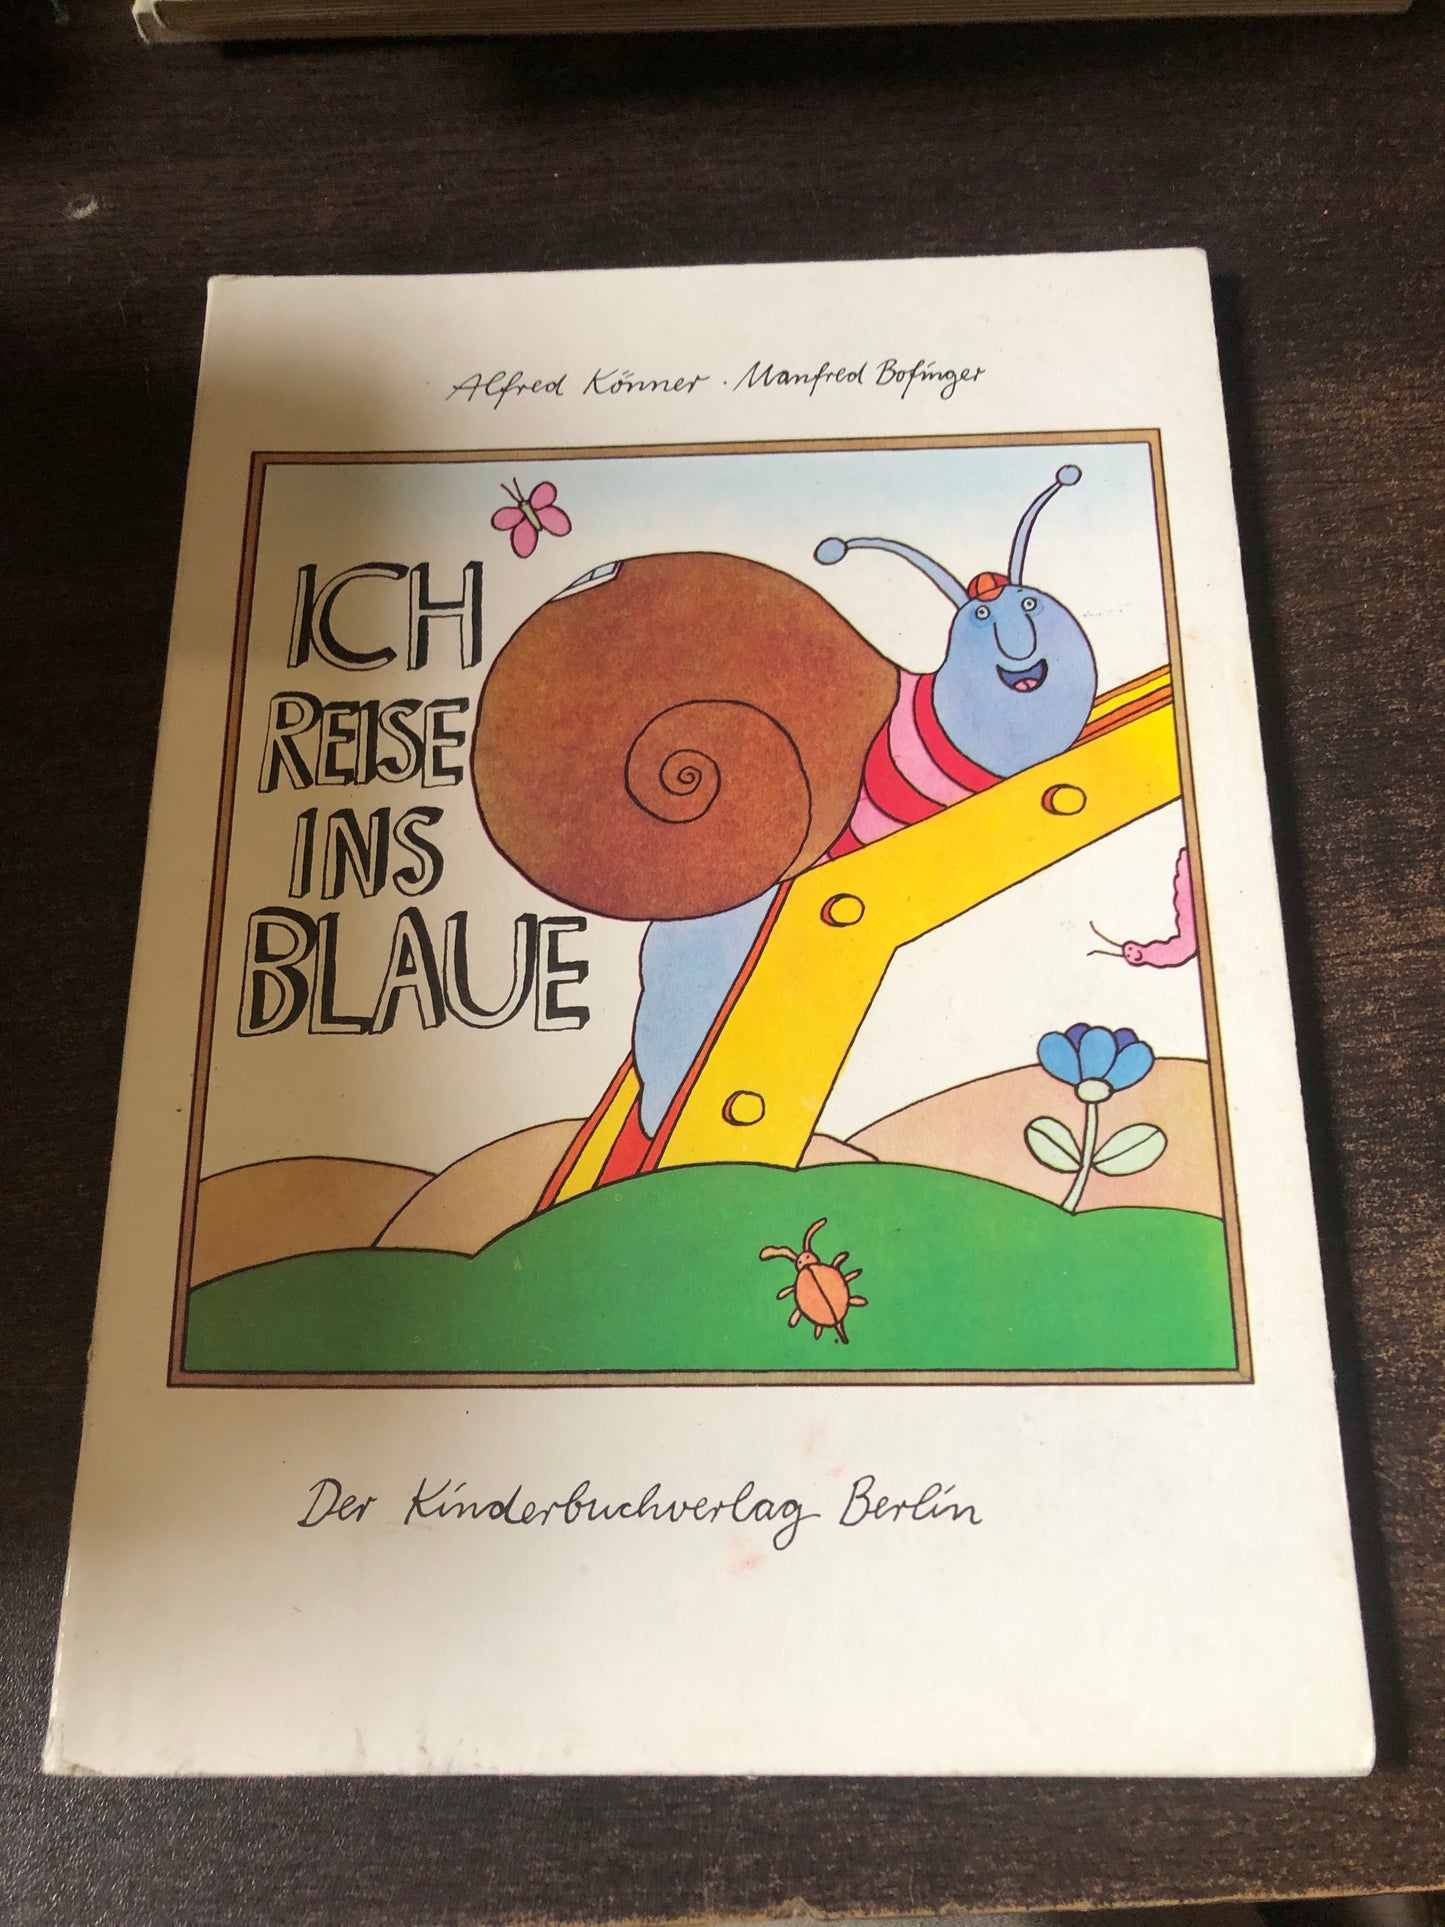 Alfred Könner · Manfred Bofinger
ICH
REISE
INS
BLAUE
Der Kinderbuchverlag Berlin